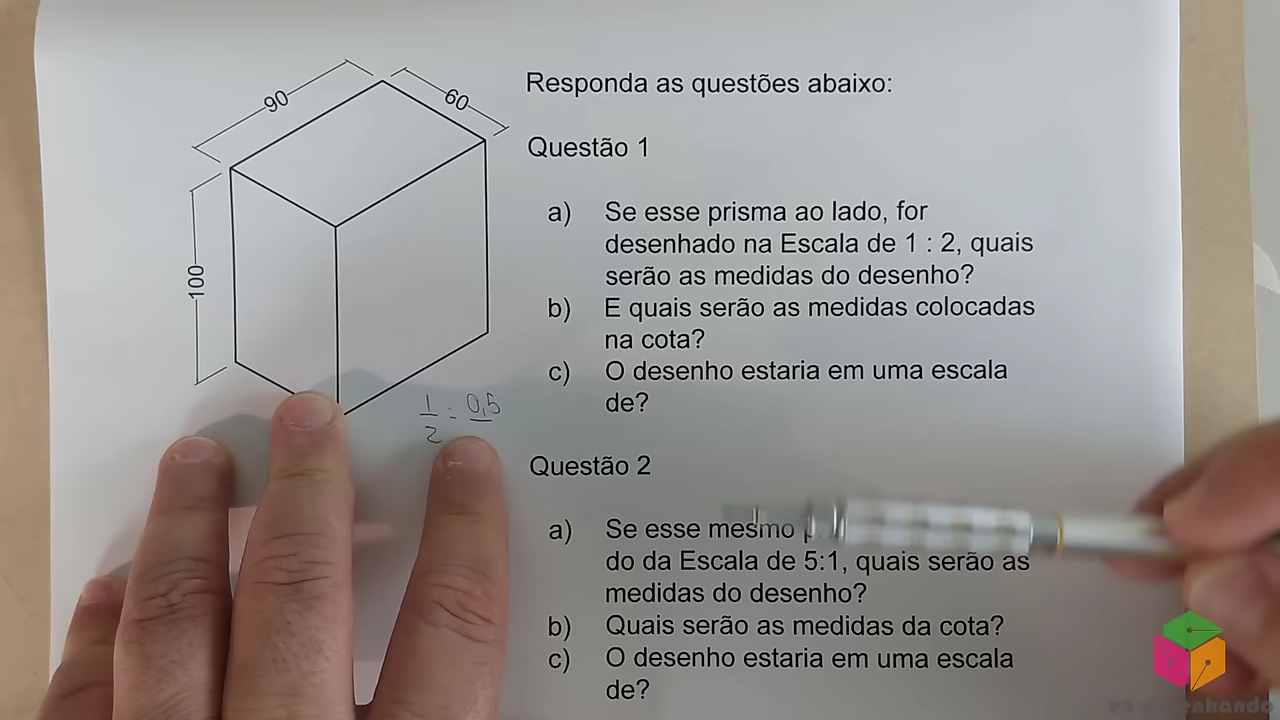 90
60
100
1
2
= 0,5
Responda as questões abaixo:
Questão 1
a) Se esse prisma ao lado, for
desenhado na Escala de 1 : 2, quais
serão as medidas do desenho?
b) E quais serão as medidas colocadas
na cota?
c) O desenho estaria em uma escala
de?
Questão 2
a) Se esse mesmo
do da Escala de 5:1, quais serão as
medidas do desenho?
b) Quais serão as medidas da cota?
c) O desenho estaria em uma escala
de?
eu desenhando